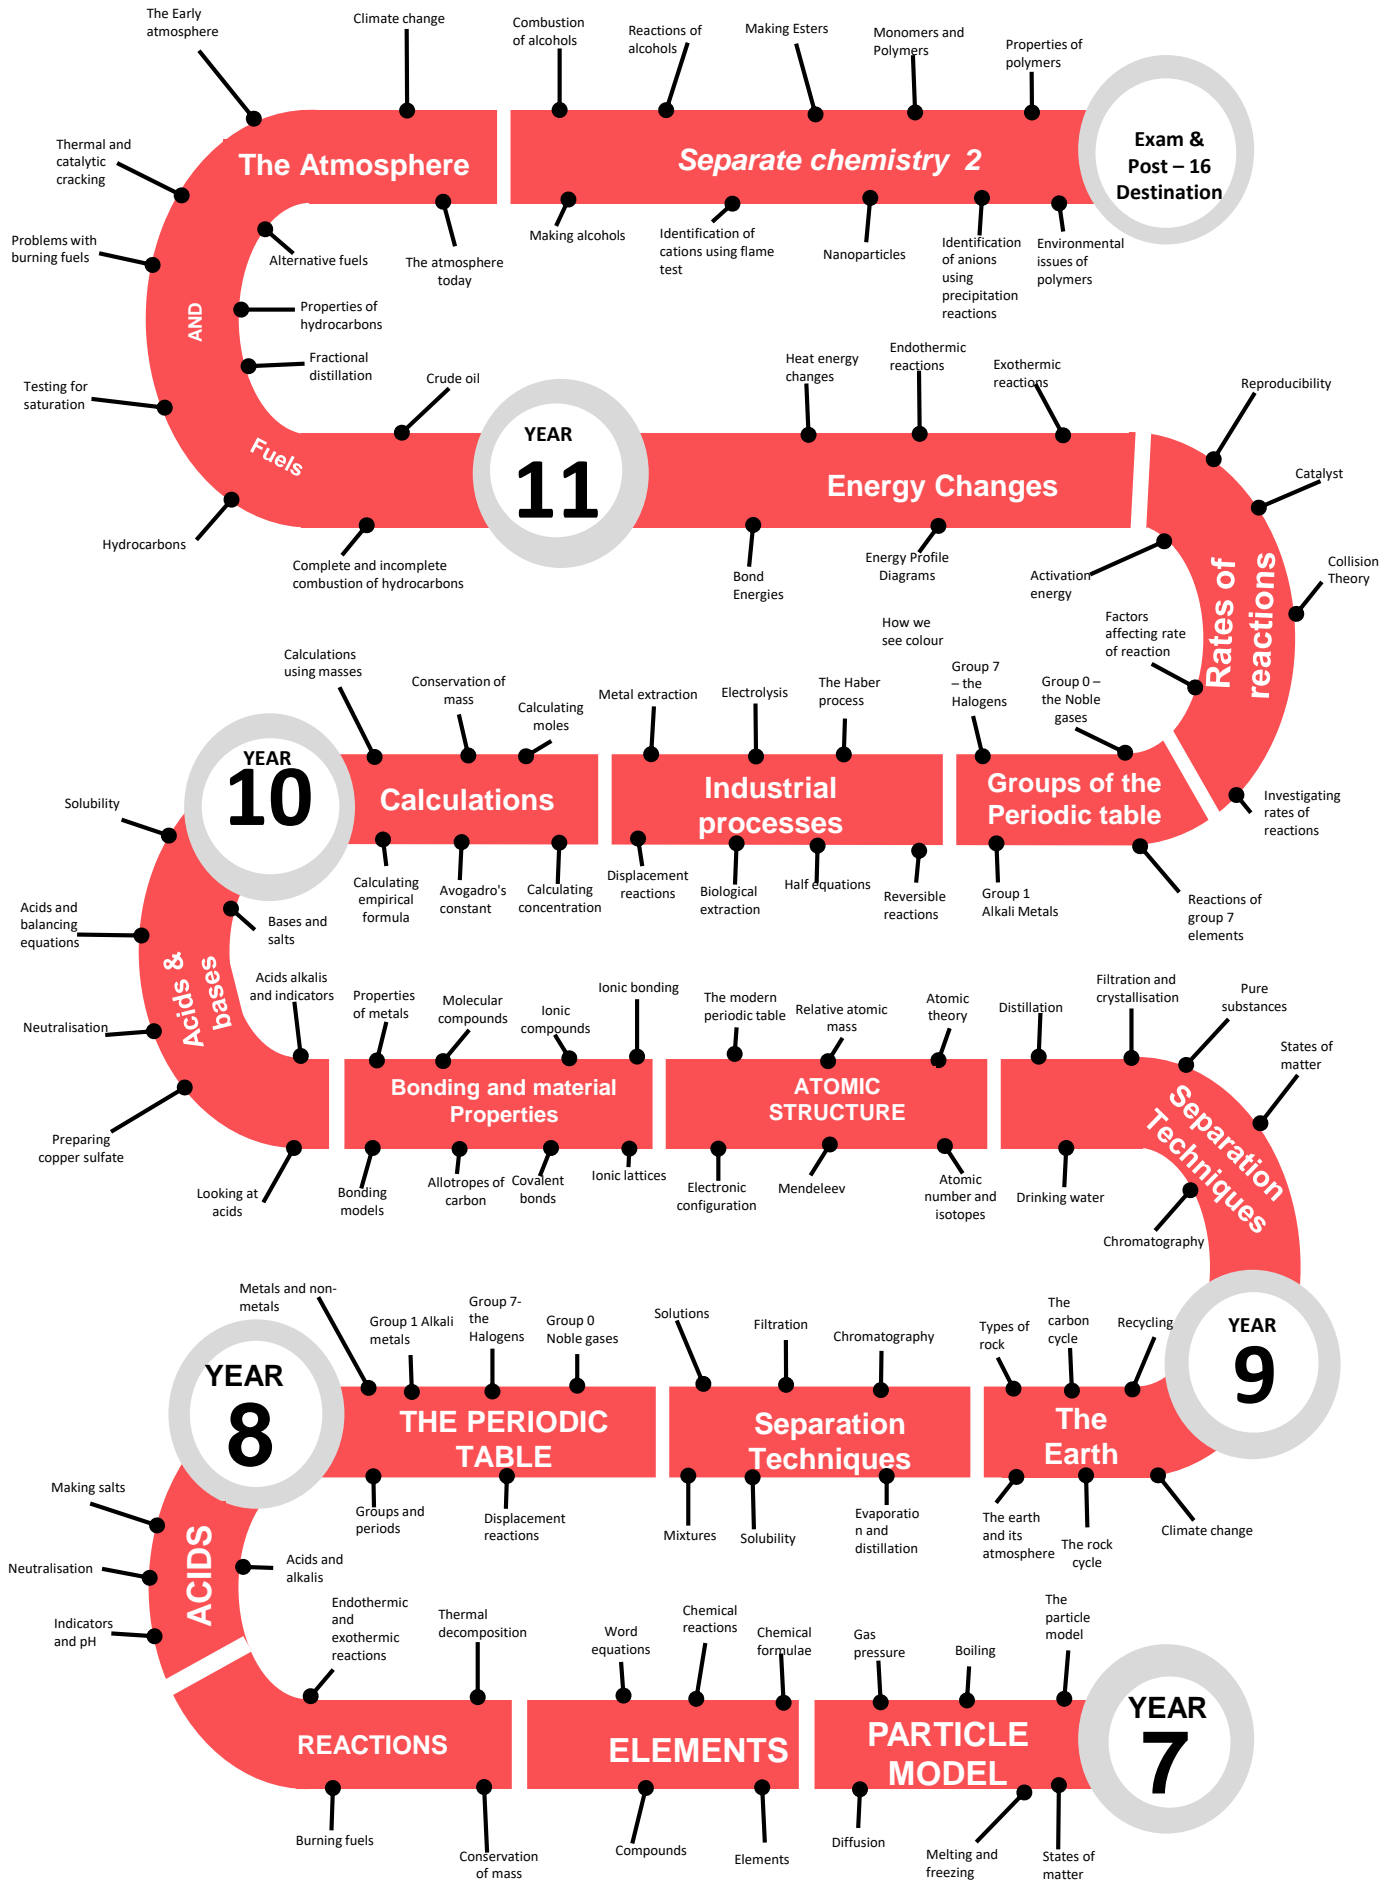 The Early
atmosphere
Climate change
Combustion
of alcohols
Reactions of
alcohols
Making Esters
Monomers and
Polymers
Properties of
polymers
Thermal and
catalytic
cracking
The Atmosphere
Separate chemistry 2
Exam &
Post – 16
Destination
Problems with
burning fuels
Alternative fuels
The atmosphere
today
Making alcohols
Identification of
cations using flame
test
Nanoparticles
Identification
of anions
using
precipitation
reactions
Environmental
issues of
polymers
AND
Properties of
hydrocarbons
Fractional
distillation
Testing for
saturation
Crude oil
Fuels
Hydrocarbons
Complete and incomplete
combustion of hydrocarbons
YEAR
11
Heat energy
changes
Endothermic
reactions
Exothermic
reactions
Reproducibility
Energy Changes
Catalyst
Bond
Energies
Energy Profile
Diagrams
Activation
energy
Collision
Theory
Rates of
reactions
How we
see colour
Factors
affecting rate
of reaction
Calculations
using masses
Conservation of
mass
Calculating
moles
Metal extraction
Electrolysis
The Haber
process
Group 7
– the
Halogens
Group 0 –
the Noble
gases
YEAR
10
Calculations
Industrial
processes
Groups of the
Periodic table
Investigating
rates of
reactions
Solubility
Calculating
empirical
formula
Avogadro's
constant
Calculating
concentration
Displacement
reactions
Biological
extraction
Half equations
Reversible
reactions
Group 1
Alkali Metals
Reactions of
group 7
elements
Acids and
balancing
equations
Bases and
salts
Acids &
bases
Acids alkalis
and indicators
Properties
of metals
Molecular
compounds
Ionic
compounds
Ionic bonding
The modern
periodic table
Relative atomic
mass
Atomic
theory
Distillation
Filtration and
crystallisation
Pure
substances
States of
matter
Neutralisation
Bonding and material
Properties
ATOMIC
STRUCTURE
Separation
Techniques
Preparing
copper sulfate
Looking at
acids
Bonding
models
Allotropes of
carbon
Covalent
bonds
Ionic lattices
Electronic
configuration
Mendeleev
Atomic
number and
isotopes
Drinking water
Chromatography
Metals and non-
metals
Group 1 Alkali
metals
Group 7-
the
Halogens
Group 0
Noble gases
Solutions
Filtration
Chromatography
Types of
rock
The
carbon
cycle
Recycling
YEAR
9
YEAR
8
THE PERIODIC
TABLE
Separation
Techniques
The
Earth
Making salts
Groups and
periods
Displacement
reactions
Mixtures
Solubility
Evaporatio
n and
distillation
The earth
and its
atmosphere
The rock
cycle
Climate change
Neutralisation
ACIDS
Acids and
alkalis
Indicators
and pH
Endothermic
and
exothermic
reactions
Thermal
decomposition
Word
equations
Chemical
reactions
Chemical
formulae
Gas
pressure
Boiling
The
particle
model
REACTIONS
ELEMENTS
PARTICLE
MODEL
YEAR
7
Burning fuels
Conservation
of mass
Compounds
Elements
Diffusion
Melting and
freezing
States of
matter